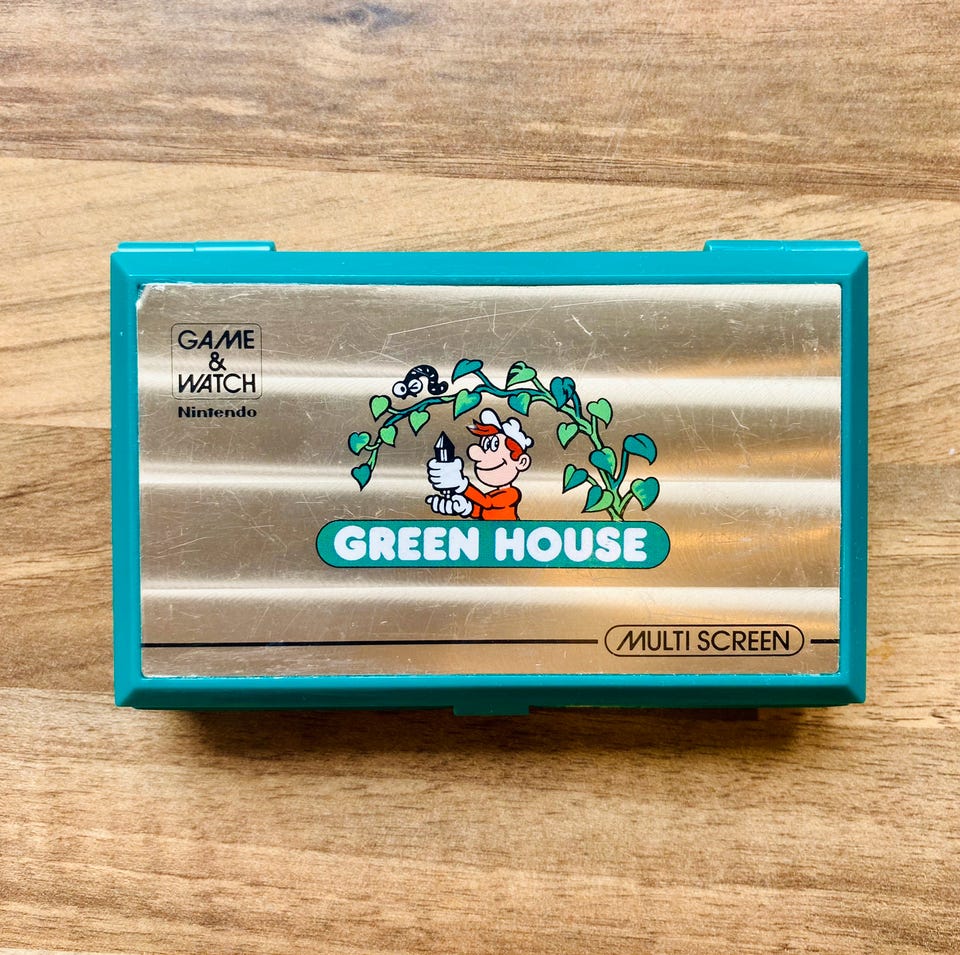 GAME
&
WATCH
Nintendo
GREEN HOUSE
MULTI SCREEN